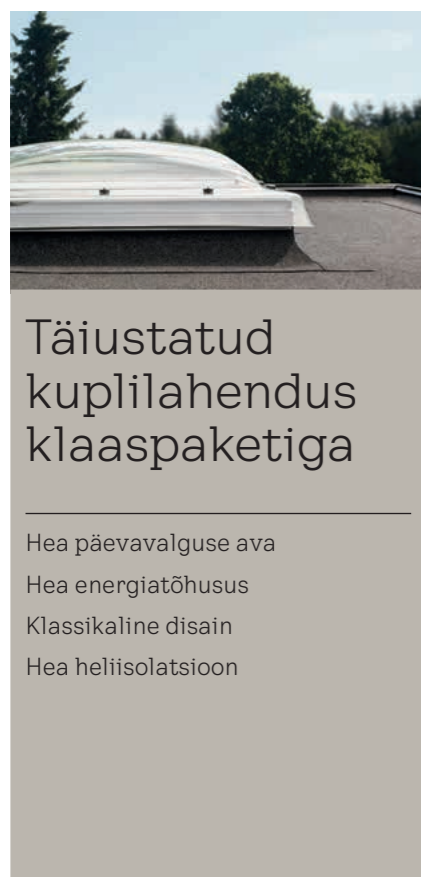 Täiustatud
kuplilahendus
klaaspaketiga
Hea päevavalguse ava
Hea energiatõhusus
Klassikaline disain
Hea heliisolatsioon